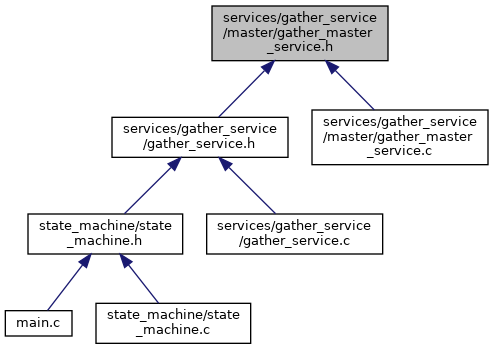 services/gather_service
/master/gather_master
_service.h
services/gather_service
/gather_service.h
services/gather_service
/master/gather_master
_service.c
state_machine/state
_machine.h
services/gather_service
/gather_service.c
main.c
state_machine/state
_machine.c